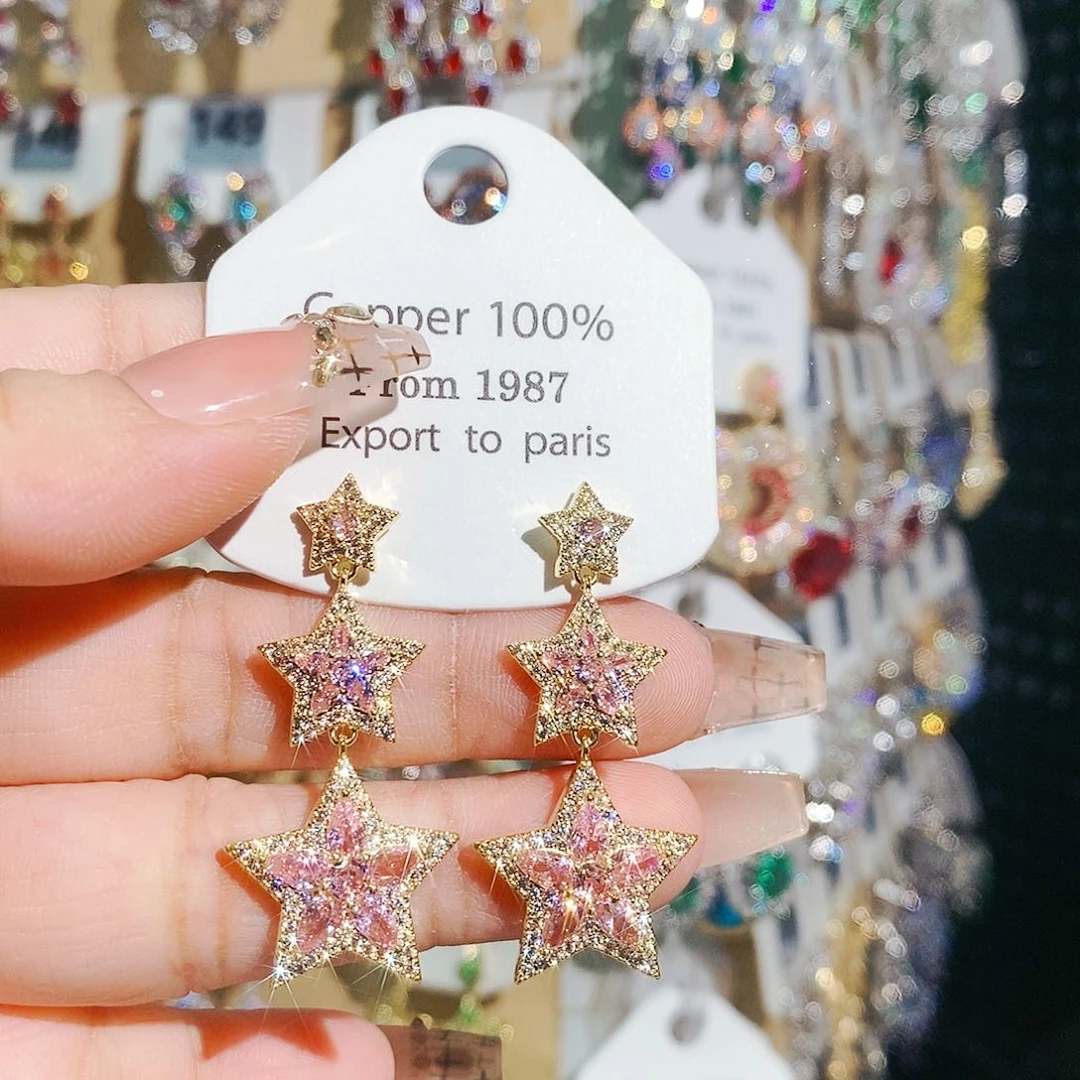 149
Copper 100%
From 1987
Export to paris